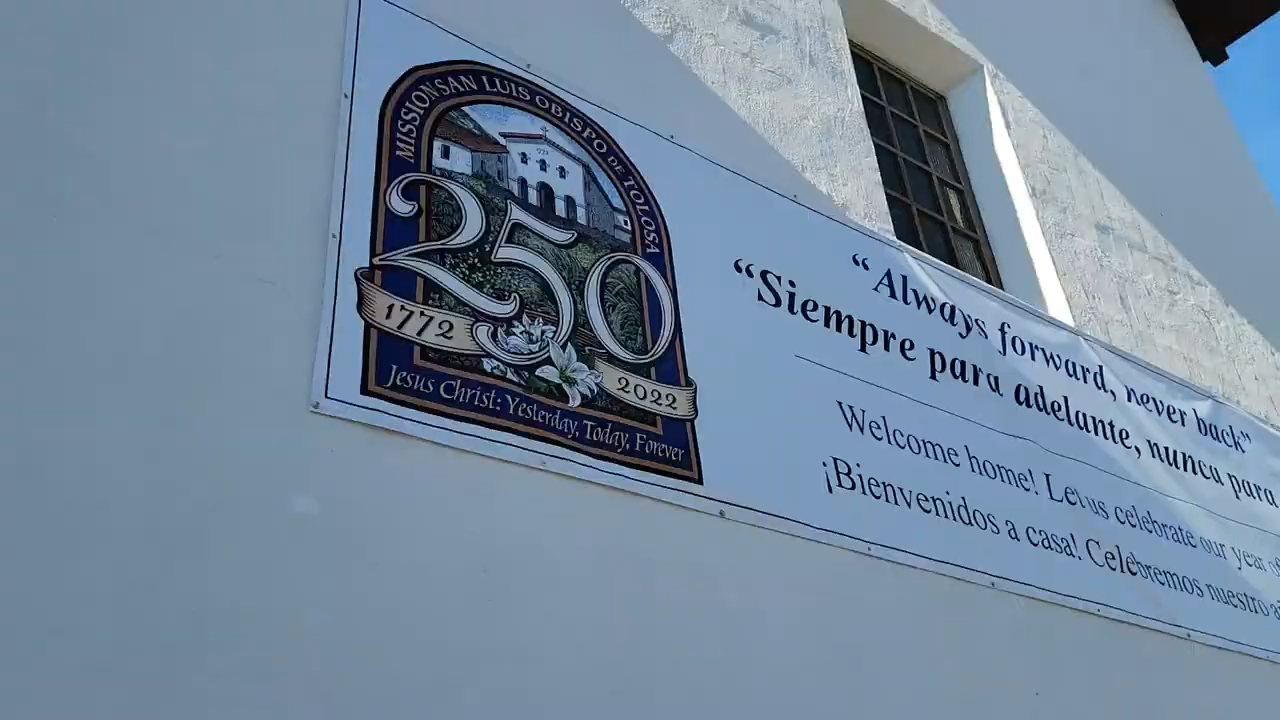 MISSION SAN LUIS OBISPO DE TOLOSA
250
1772
2022
Jesus Christ: Yesterday, Today, Forever
“Always forward, never back”
“Siempre para adelante, nunca para
Welcome home! Let us celebrate our year of
¡Bienvenidos a casa! Celebremos nuestro